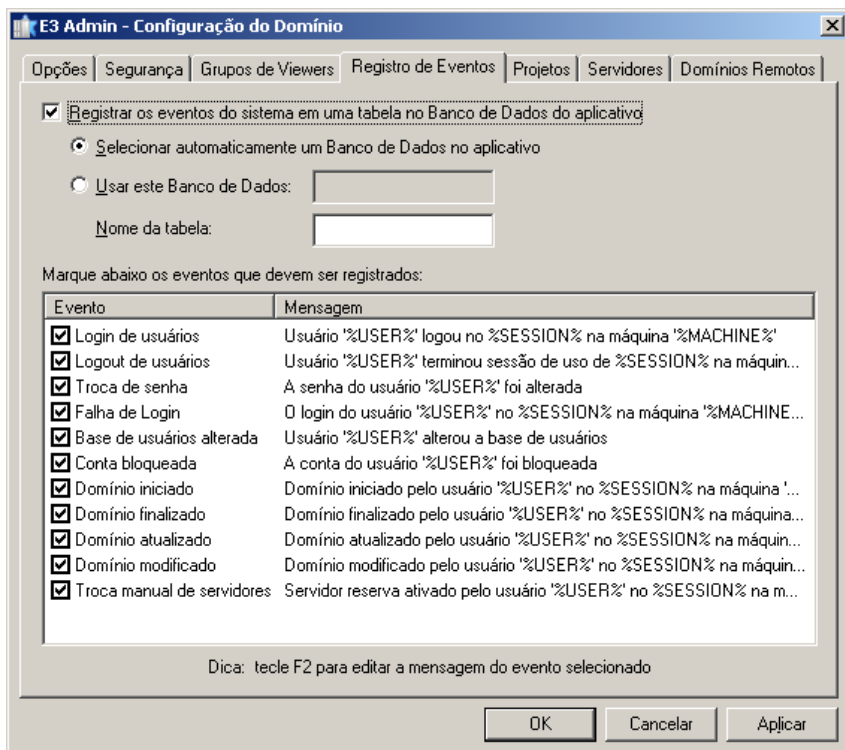 E3 Admin - Configuração do Domínio
Opções Segurança Grupos de Viewers Registro de Eventos Projetos Servidores Domínios Remotos
Registrar os eventos do sistema em uma tabela no Banco de Dados do aplicativo
Selecionar automaticamente um Banco de Dados no aplicativo
Usar este Banco de Dados:
Nome da tabela:
Marque abaixo os eventos que devem ser registrados:
Evento Mensagem
Login de usuários Usuário '%USER%' logou no %SESSION% na máquina '%MACHINE%'
Logout de usuários Usuário '%USER%' terminou sessão de uso de %SESSION% na máquin...
Troca de senha A senha do usuário '%USER%' foi alterada
Falha de Login O login do usuário '%USER%' no %SESSION% na máquina '%MACHINE...
Base de usuários alterada Usuário '%USER%' alterou a base de usuários
Conta bloqueada A conta do usuário '%USER%' foi bloqueada
Domínio iniciado Domínio iniciado pelo usuário '%USER%' no %SESSION% na máquina '...
Domínio finalizado Domínio finalizado pelo usuário '%USER%' no %SESSION% na máquina...
Domínio atualizado Domínio atualizado pelo usuário '%USER%' no %SESSION% na máquin...
Domínio modificado Domínio modificado pelo usuário '%USER%' no %SESSION% na máquin...
Troca manual de servidores Servidor reserva ativado pelo usuário '%USER%' no %SESSION% na m...
Dica: tecle F2 para editar a mensagem do evento selecionado
OK Cancelar Aplicar